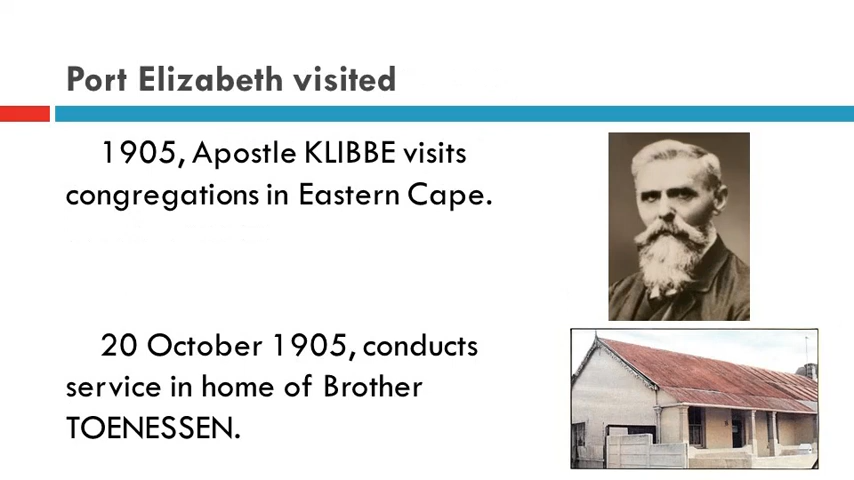 Port Elizabeth visited
1905, Apostle KLIBBE visits
congregations in Eastern Cape.
20 October 1905, conducts
service in home of Brother
TOENESSEN.